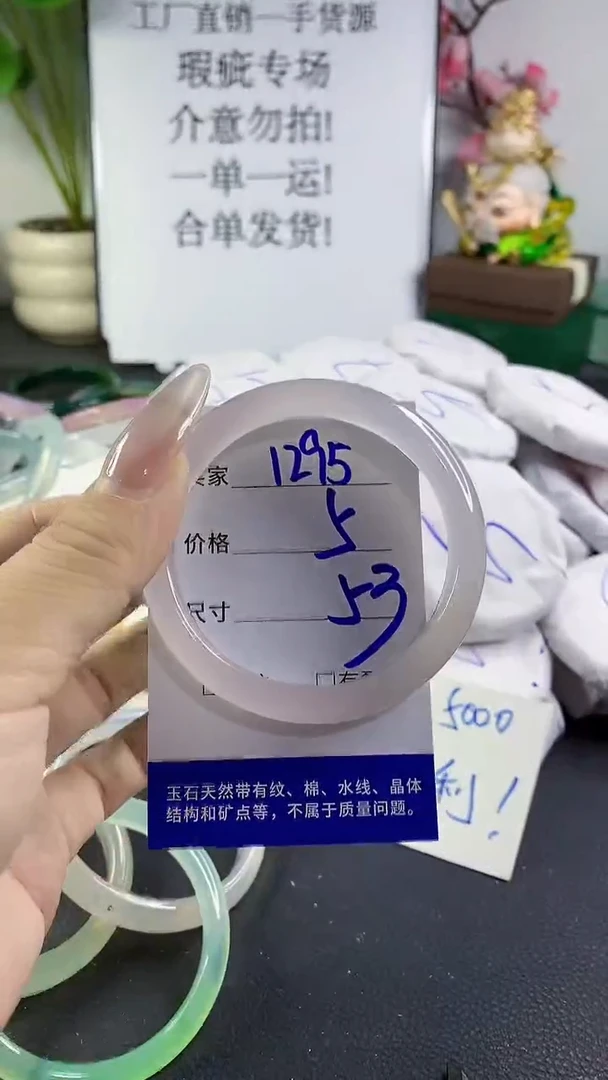 工厂直销一手货源
瑕疵专场
介意勿拍!
一单一运!
合单发货!
家 1295
价格 5
尺寸 53
5000
利!
玉石天然带有纹、棉、水线、晶体
结构和矿点等，不属于质量问题。